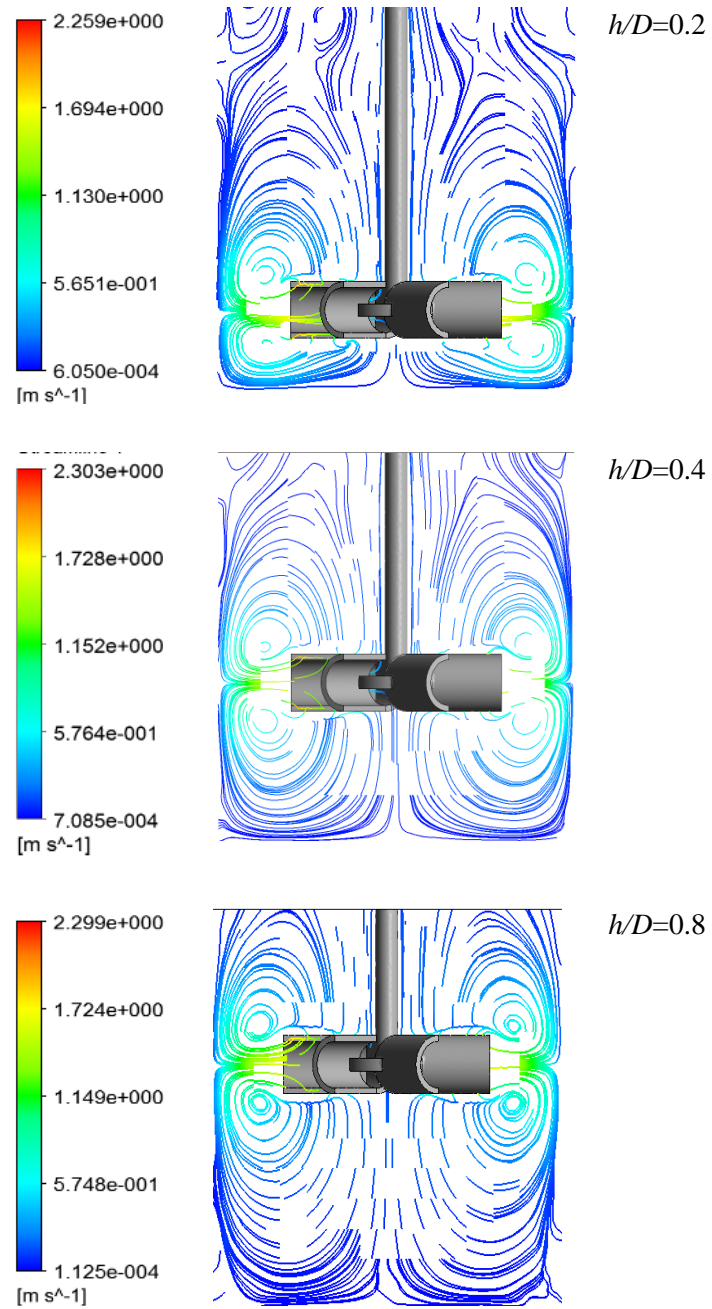 2.259e+000
h/D=0.2
1.694e+000
1.130e+000
5.651e-001
6.050e-004
[m s^-1]
2.303e+000
h/D=0.4
1.728e+000
1.152e+000
5.764e-001
7.085e-004
[m s^-1]
2.299e+000
h/D=0.8
1.724e+000
1.149e+000
5.748e-001
1.125e-004
[m s^-1]